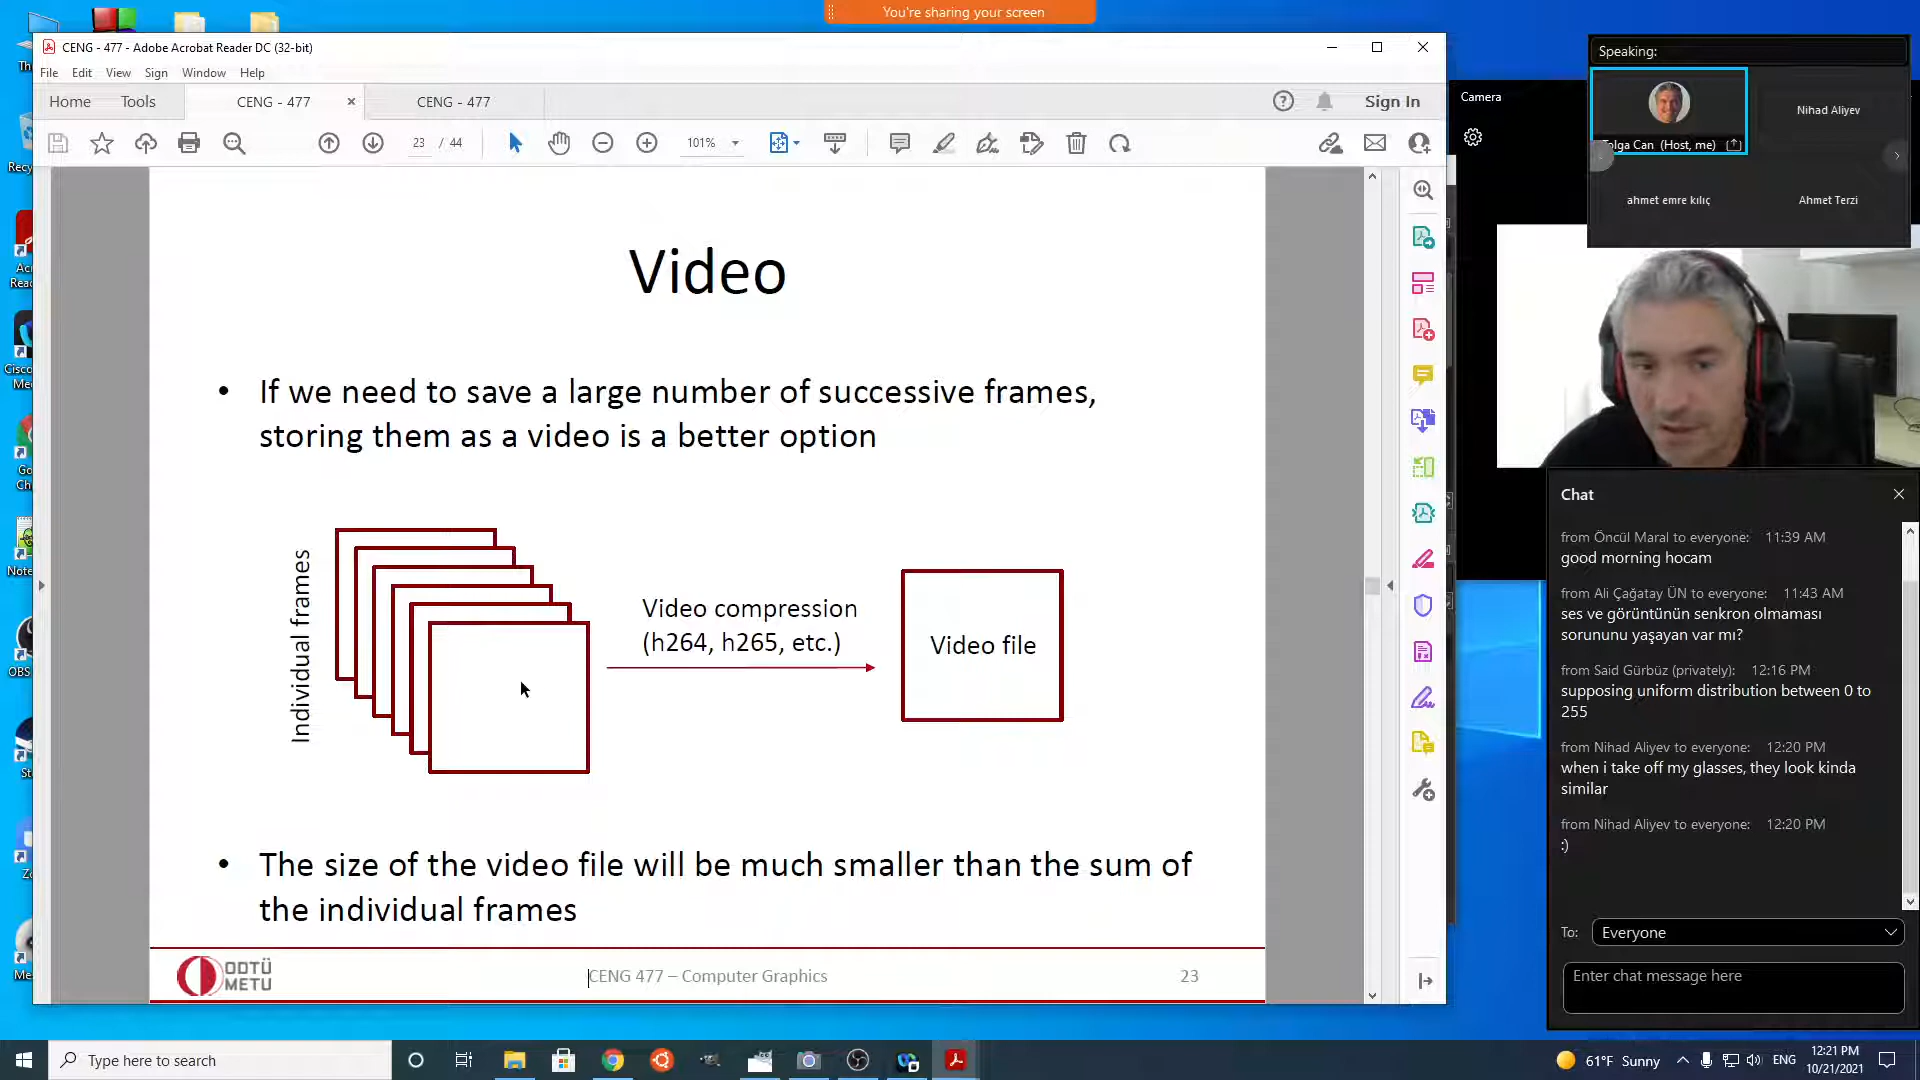 You're sharing your screen
CENG - 477 - Adobe Acrobat Reader DC (32-bit)
File Edit View Sign Window Help
Home Tools CENG - 477 CENG - 477 Sign In
23 / 44 101%
Video
• If we need to save a large number of successive frames,
storing them as a video is a better option
Individual frames
Video compression
(h264, h265, etc.)
Video file
• The size of the video file will be much smaller than the sum of
the individual frames
ODTÜ
METU
CENG 477 – Computer Graphics
23
Speaking:
Tolga Can (Host, me)
Nihad Aliyev
ahmet emre kılıç
Ahmet Terzi
Camera
Chat
from Öncül Maral to everyone: 11:39 AM
good morning hocam
from Ali Çağatay ÜN to everyone: 11:43 AM
ses ve görüntünün senkron olmaması
sorununu yaşayan var mı?
from Said Gürbüz (privately): 12:16 PM
supposing uniform distribution between 0 to
255
from Nihad Aliyev to everyone: 12:20 PM
when i take off my glasses, they look kinda
similar
from Nihad Aliyev to everyone: 12:20 PM
:)
To: Everyone
Enter chat message here
Type here to search
61°F Sunny
ENG
12:21 PM
10/21/2021